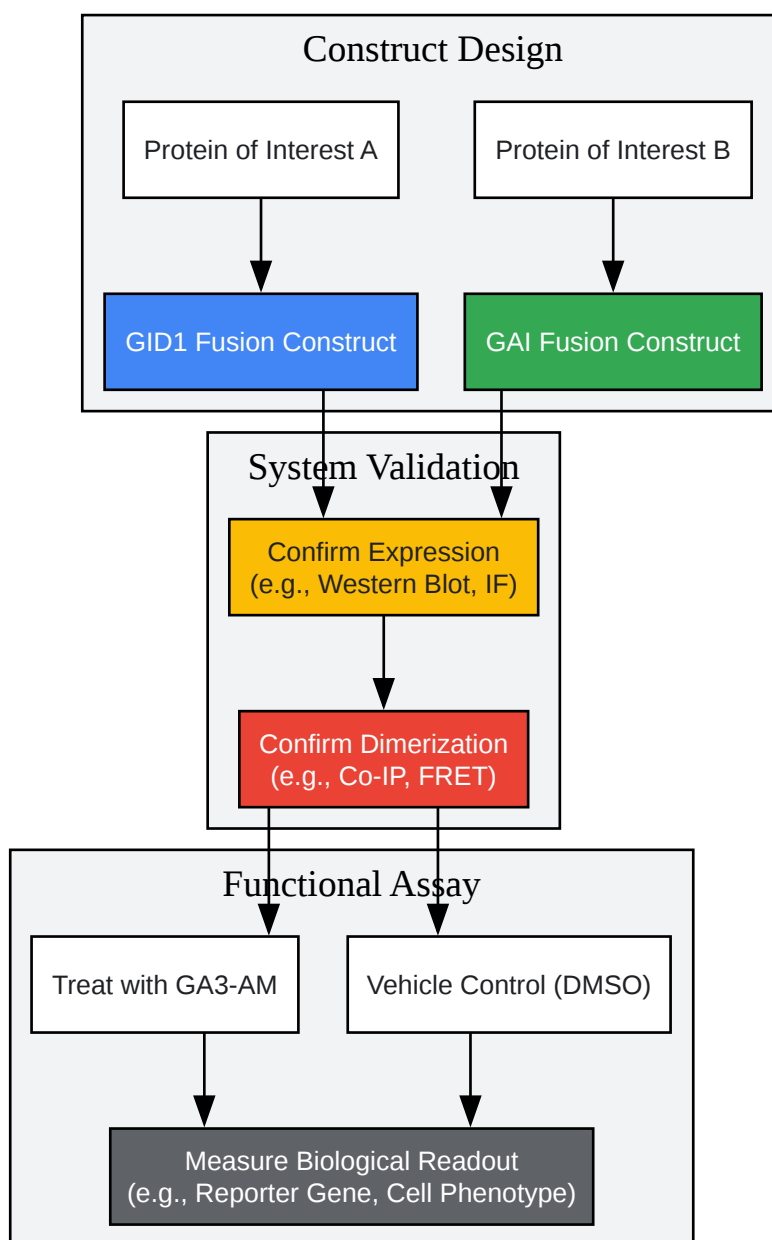 Construct Design
Protein of Interest A
Protein of Interest B
GID1 Fusion Construct
GAI Fusion Construct
System Validation
Confirm Expression
(e.g., Western Blot, IF)
Confirm Dimerization
(e.g., Co-IP, FRET)
Functional Assay
Treat with GA3-AM
Vehicle Control (DMSO)
Measure Biological Readout
(e.g., Reporter Gene, Cell Phenotype)